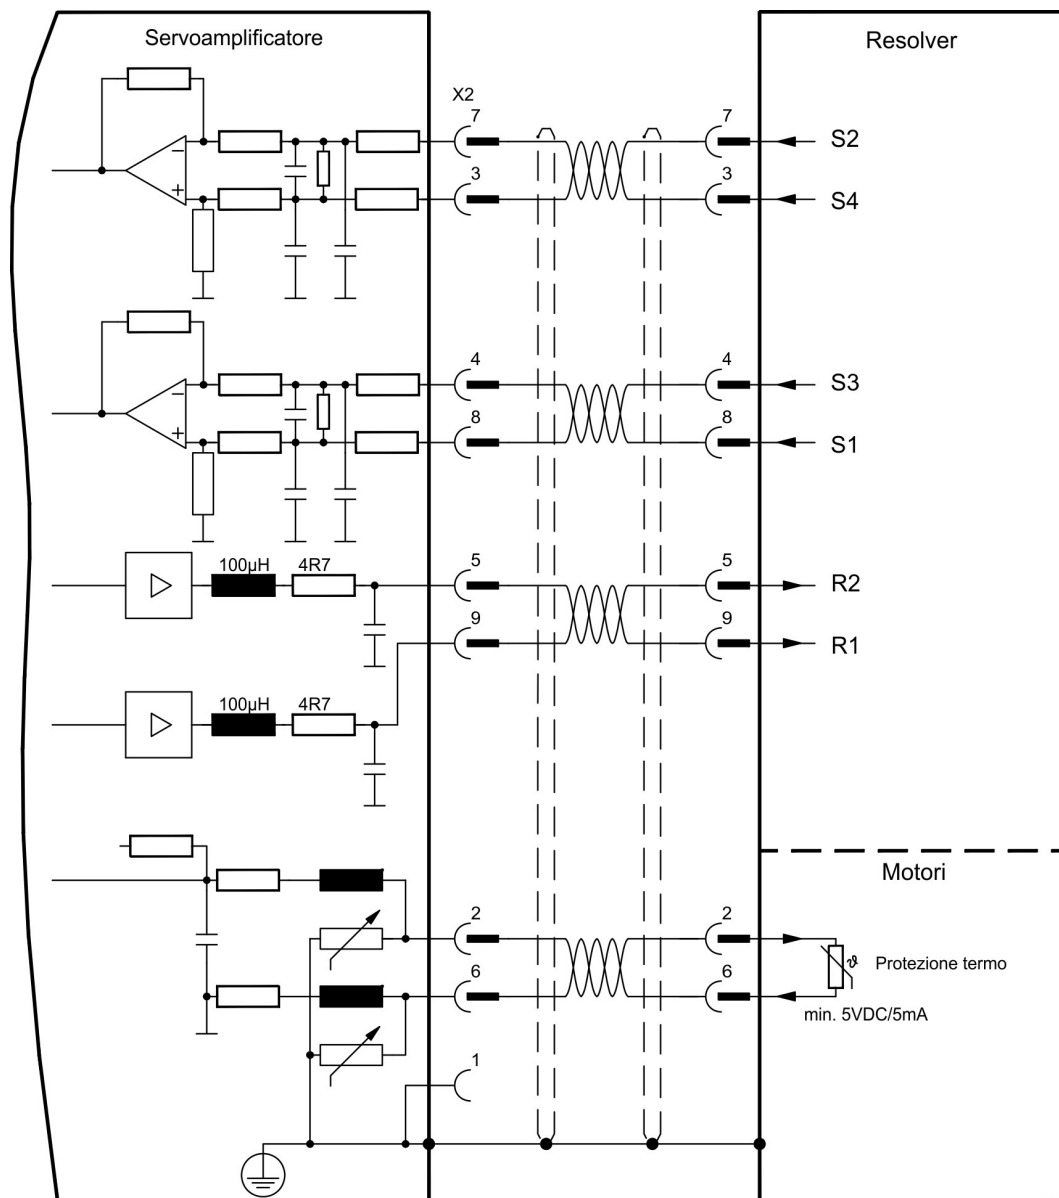 Servoamplificatore
Resolver
X2
7
7
S2
3
3
S4
4
4
S3
8
8
S1
100µH
4R7
5
5
R2
9
9
R1
100µH
4R7
Motori
2
2
ϑ
Protezione termo
6
6
min. 5VDC/5mA
1